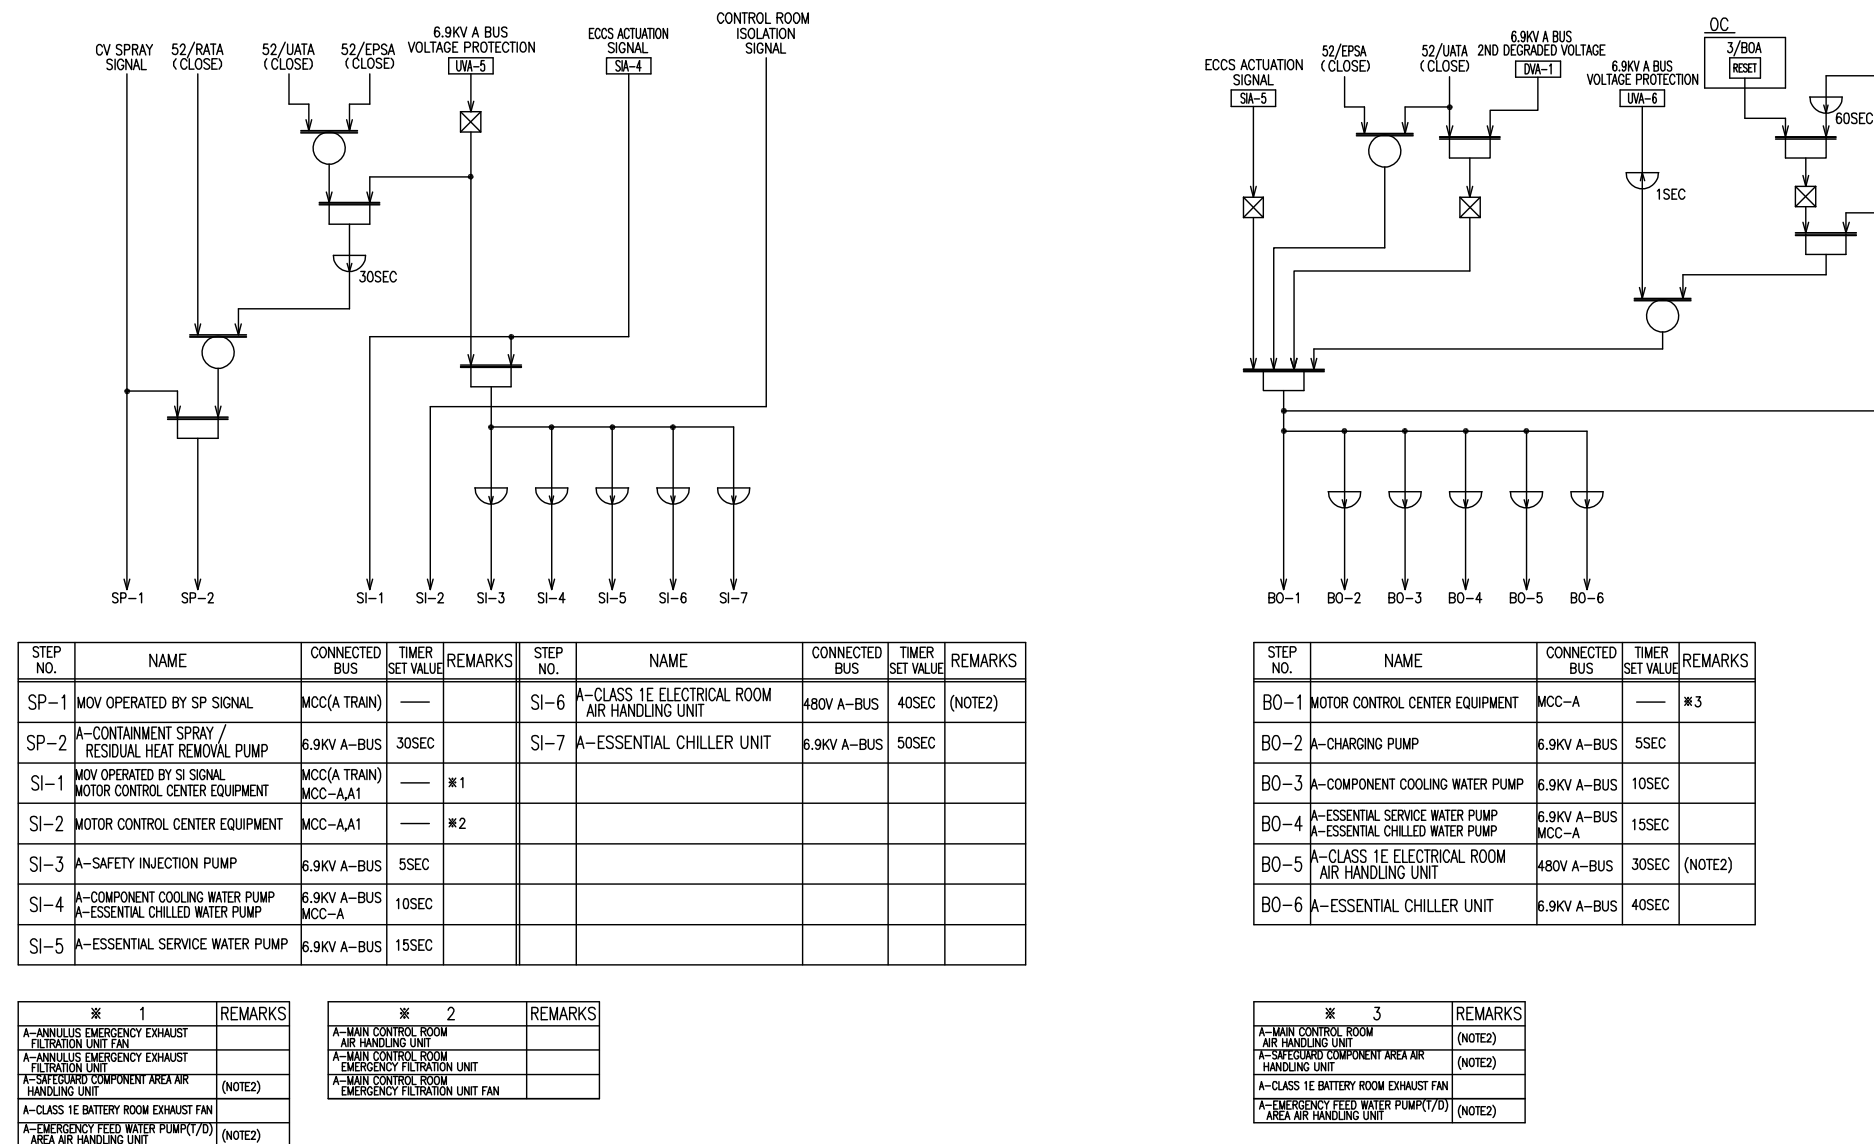 CV SPRAY
SIGNAL
52/RATA
(CLOSE)
52/UATA
(CLOSE)
52/EPSA
(CLOSE)
6.9KV A BUS
VOLTAGE PROTECTION
UVA-5
ECCS ACTUATION
SIGNAL
SIA-4
CONTROL ROOM
ISOLATION
SIGNAL
30SEC
SP-1 SP-2 SI-1 SI-2 SI-3 SI-4 SI-5 SI-6 SI-7
ECCS ACTUATION
SIGNAL
SIA-5
52/EPSA
(CLOSE)
52/UATA
(CLOSE)
6.9KV A BUS
2ND DEGRADED VOLTAGE
DVA-1
6.9KV A BUS
VOLTAGE PROTECTION
UVA-6
OC
3/BOA
RESET
60SEC
1SEC
BO-1 BO-2 BO-3 BO-4 BO-5 BO-6
STEP NO. NAME CONNECTED BUS TIMER SET VALUE REMARKS STEP NO. NAME CONNECTED BUS TIMER SET VALUE REMARKS
SP-1 MOV OPERATED BY SP SIGNAL MCC(A TRAIN) — SI-6 A-CLASS 1E ELECTRICAL ROOM AIR HANDLING UNIT 480V A-BUS 40SEC (NOTE2)
SP-2 A-CONTAINMENT SPRAY / RESIDUAL HEAT REMOVAL PUMP 6.9KV A-BUS 30SEC SI-7 A-ESSENTIAL CHILLER UNIT 6.9KV A-BUS 50SEC
SI-1 MOV OPERATED BY SI SIGNAL MOTOR CONTROL CENTER EQUIPMENT MCC(A TRAIN) MCC-A,A1 — ※1
SI-2 MOTOR CONTROL CENTER EQUIPMENT MCC-A,A1 — ※2
SI-3 A-SAFETY INJECTION PUMP 6.9KV A-BUS 5SEC
SI-4 A-COMPONENT COOLING WATER PUMP A-ESSENTIAL CHILLED WATER PUMP 6.9KV A-BUS MCC-A 10SEC
SI-5 A-ESSENTIAL SERVICE WATER PUMP 6.9KV A-BUS 15SEC
STEP NO. NAME CONNECTED BUS TIMER SET VALUE REMARKS
BO-1 MOTOR CONTROL CENTER EQUIPMENT MCC-A — ※3
BO-2 A-CHARGING PUMP 6.9KV A-BUS 5SEC
BO-3 A-COMPONENT COOLING WATER PUMP 6.9KV A-BUS 10SEC
BO-4 A-ESSENTIAL SERVICE WATER PUMP A-ESSENTIAL CHILLED WATER PUMP 6.9KV A-BUS MCC-A 15SEC
BO-5 A-CLASS 1E ELECTRICAL ROOM AIR HANDLING UNIT 480V A-BUS 30SEC (NOTE2)
BO-6 A-ESSENTIAL CHILLER UNIT 6.9KV A-BUS 40SEC
※ 1 REMARKS
A-ANNULUS EMERGENCY EXHAUST
FILTRATION UNIT FAN
A-ANNULUS EMERGENCY EXHAUST
FILTRATION UNIT
A-SAFEGUARD COMPONENT AREA AIR
HANDLING UNIT (NOTE2)
A-CLASS 1E BATTERY ROOM EXHAUST FAN
A-EMERGENCY FEED WATER PUMP(T/D)
AREA AIR HANDLING UNIT (NOTE2)
※ 2 REMARKS
A-MAIN CONTROL ROOM
AIR HANDLING UNIT
A-MAIN CONTROL ROOM
EMERGENCY FILTRATION UNIT
A-MAIN CONTROL ROOM
EMERGENCY FILTRATION UNIT FAN
※ 3 REMARKS
A-MAIN CONTROL ROOM
AIR HANDLING UNIT (NOTE2)
A-SAFEGUARD COMPONENT AREA AIR
HANDLING UNIT (NOTE2)
A-CLASS 1E BATTERY ROOM EXHAUST FAN
A-EMERGENCY FEED WATER PUMP(T/D)
AREA AIR HANDLING UNIT (NOTE2)